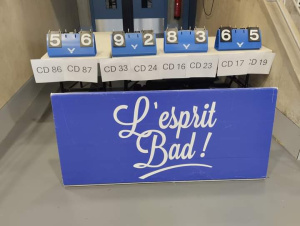 5 6 9 2 8 3 6 5
CD 86 CD 87 CD 33 CD 24 CD 16 CD 23 CD 17 CD 19
L'esprit
Bad !